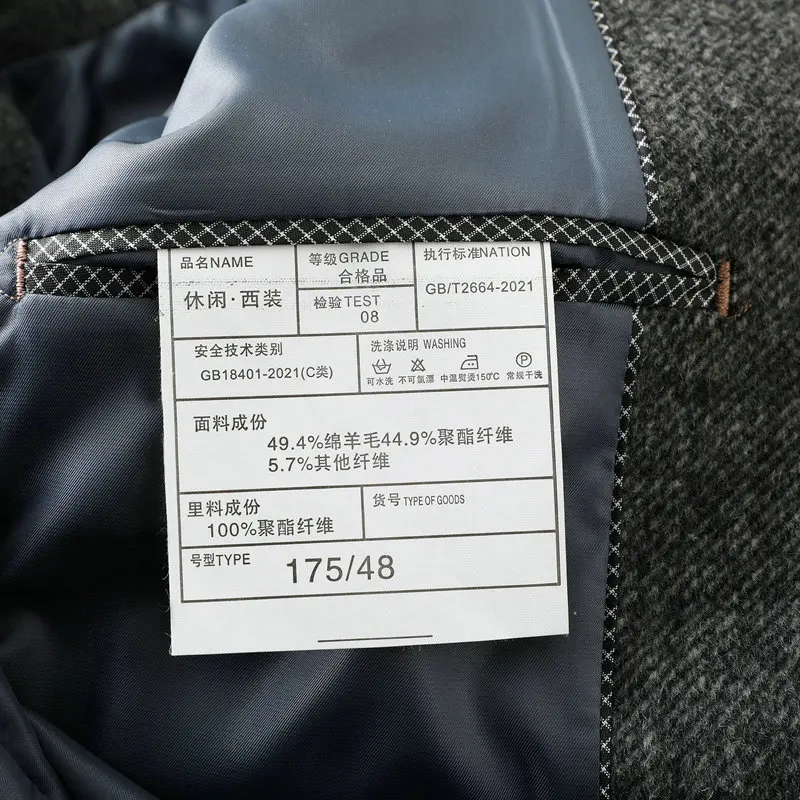 品名NAME
休闲·西装
等级GRADE
合格品
检验TEST
08
执行标准NATION
GB/T2664-2021
安全技术类别
GB18401-2021(C类)
洗涤说明 WASHING
P
可水洗 不可氯漂 中温熨烫150℃ 常规干洗
面料成份
49.4%绵羊毛44.9%聚酯纤维
5.7%其他纤维
里料成份
100%聚酯纤维
货号TYPE OF GOODS
号型TYPE
175/48